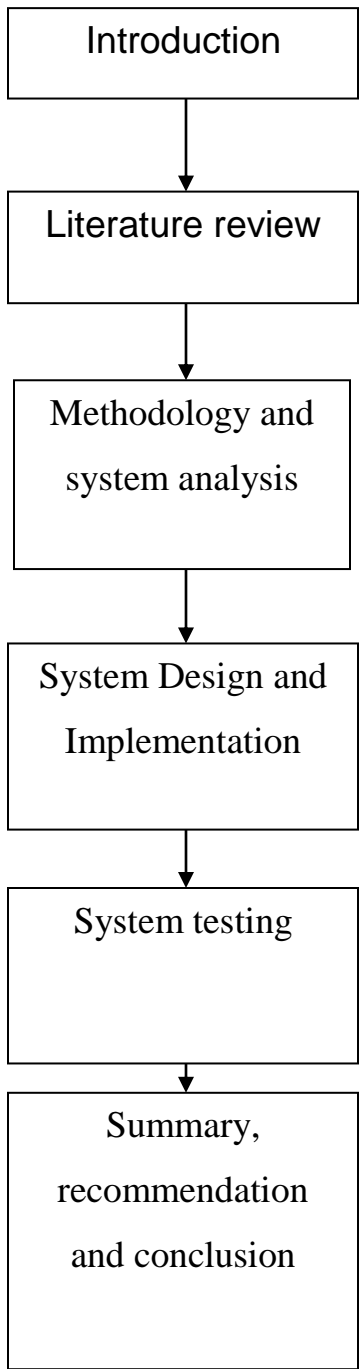 Introduction
Literature review
Methodology and
system analysis
System Design and
Implementation
System testing
Summary,
recommendation
and conclusion